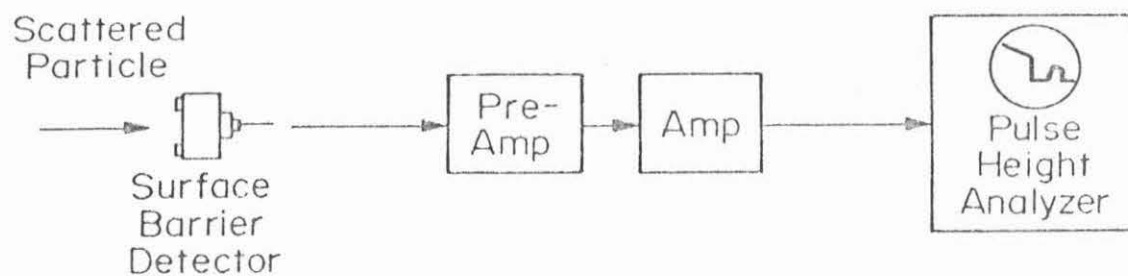 Scattered
Particle
Surface
Barrier
Detector
Pre-
Amp
Amp
Pulse
Height
Analyzer